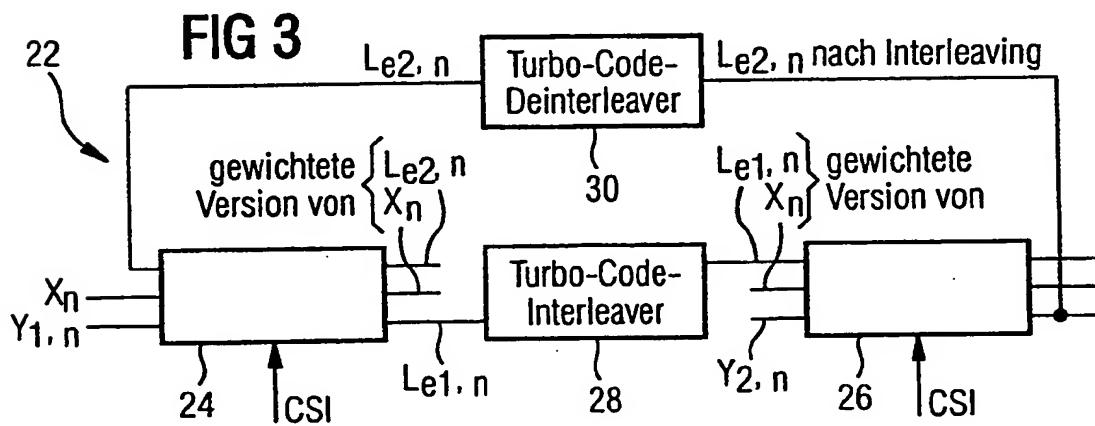 FIG 3
22
Le2, n
Turbo-Code-
Deinterleaver
Le2, n nach Interleaving
30
gewichtete
Version von
Le2, n
Xn
Le1, n
Xn
gewichtete
Version von
Xn
Y1, n
Turbo-Code-
Interleaver
24
CSI
Le1, n
28
Y2, n
26
CSI